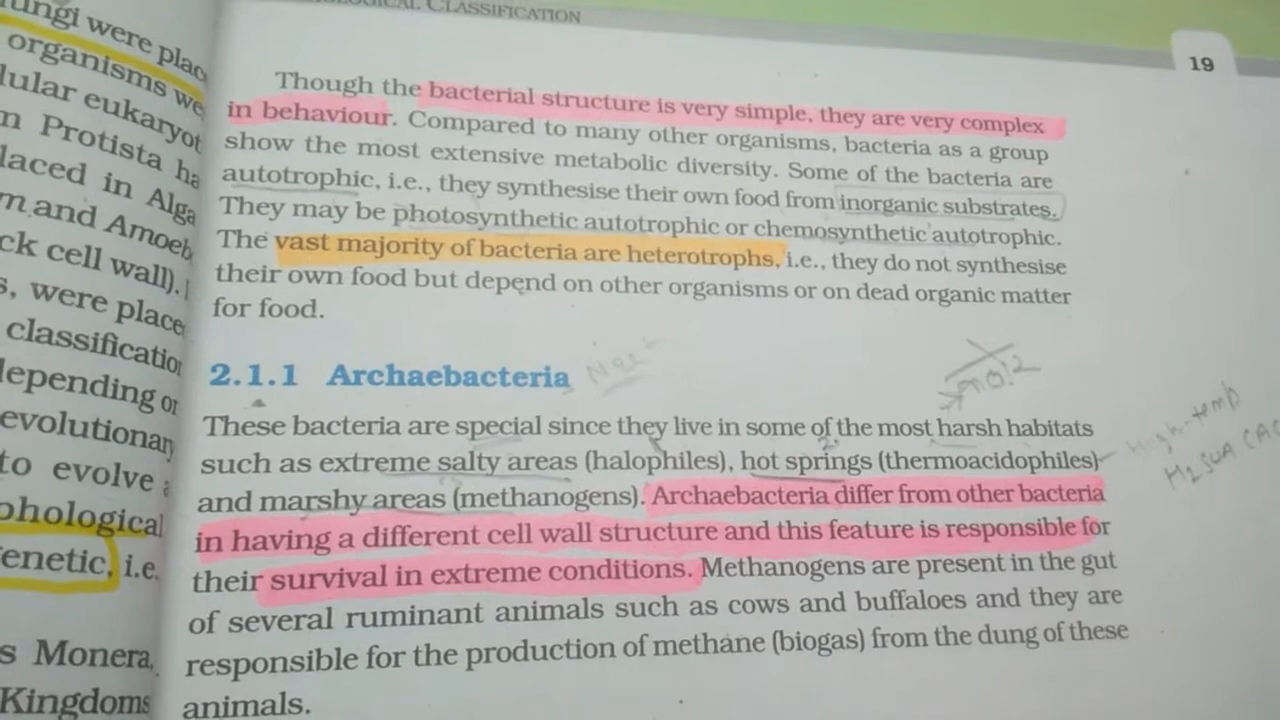 CLASSIFICATION
19
fungi were plac
organisms we
lular eukaryot
n Protista ha
laced in Alga
m and Amoeb
ck cell wall).
s, were place
classification
depending on
evolutionary
to evolve a
phological
enetic, i.e.
s Monera,
Kingdoms
Though the bacterial structure is very simple, they are very complex
in behaviour. Compared to many other organisms, bacteria as a group
show the most extensive metabolic diversity. Some of the bacteria are
autotrophic, i.e., they synthesise their own food from inorganic substrates.
They may be photosynthetic autotrophic or chemosynthetic autotrophic.
The vast majority of bacteria are heterotrophs, i.e., they do not synthesise
their own food but depend on other organisms or on dead organic matter
for food.
2.1.1 Archaebacteria
These bacteria are special since they live in some of the most harsh habitats
such as extreme salty areas (halophiles), hot springs (thermoacidophiles)
and marshy areas (methanogens). Archaebacteria differ from other bacteria
in having a different cell wall structure and this feature is responsible for
their survival in extreme conditions. Methanogens are present in the gut
of several ruminant animals such as cows and buffaloes and they are
responsible for the production of methane (biogas) from the dung of these
animals.
high-temp